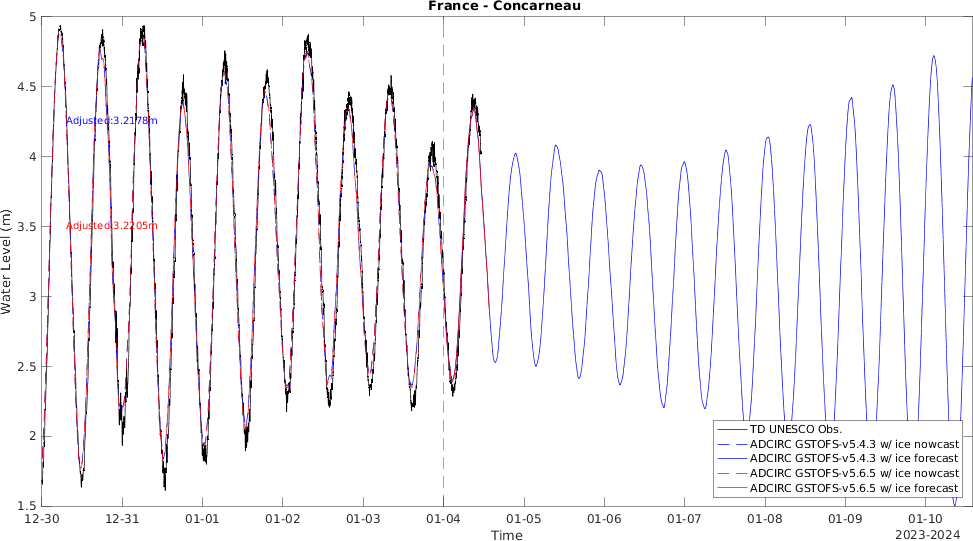 France - Concarneau
5
4.5
4
3.5
3
2.5
2
1.5
Water Level (m)
Adjusted:3.2178m
Adjusted:3.2205m
TD UNESCO Obs.
ADCIRC GSTOFS-v5.4.3 w/ ice nowcast
ADCIRC GSTOFS-v5.4.3 w/ ice forecast
ADCIRC GSTOFS-v5.6.5 w/ ice nowcast
ADCIRC GSTOFS-v5.6.5 w/ ice forecast
12-30 12-31 01-01 01-02 01-03 01-04 01-05 01-06 01-07 01-08 01-09 01-10
Time
2023-2024